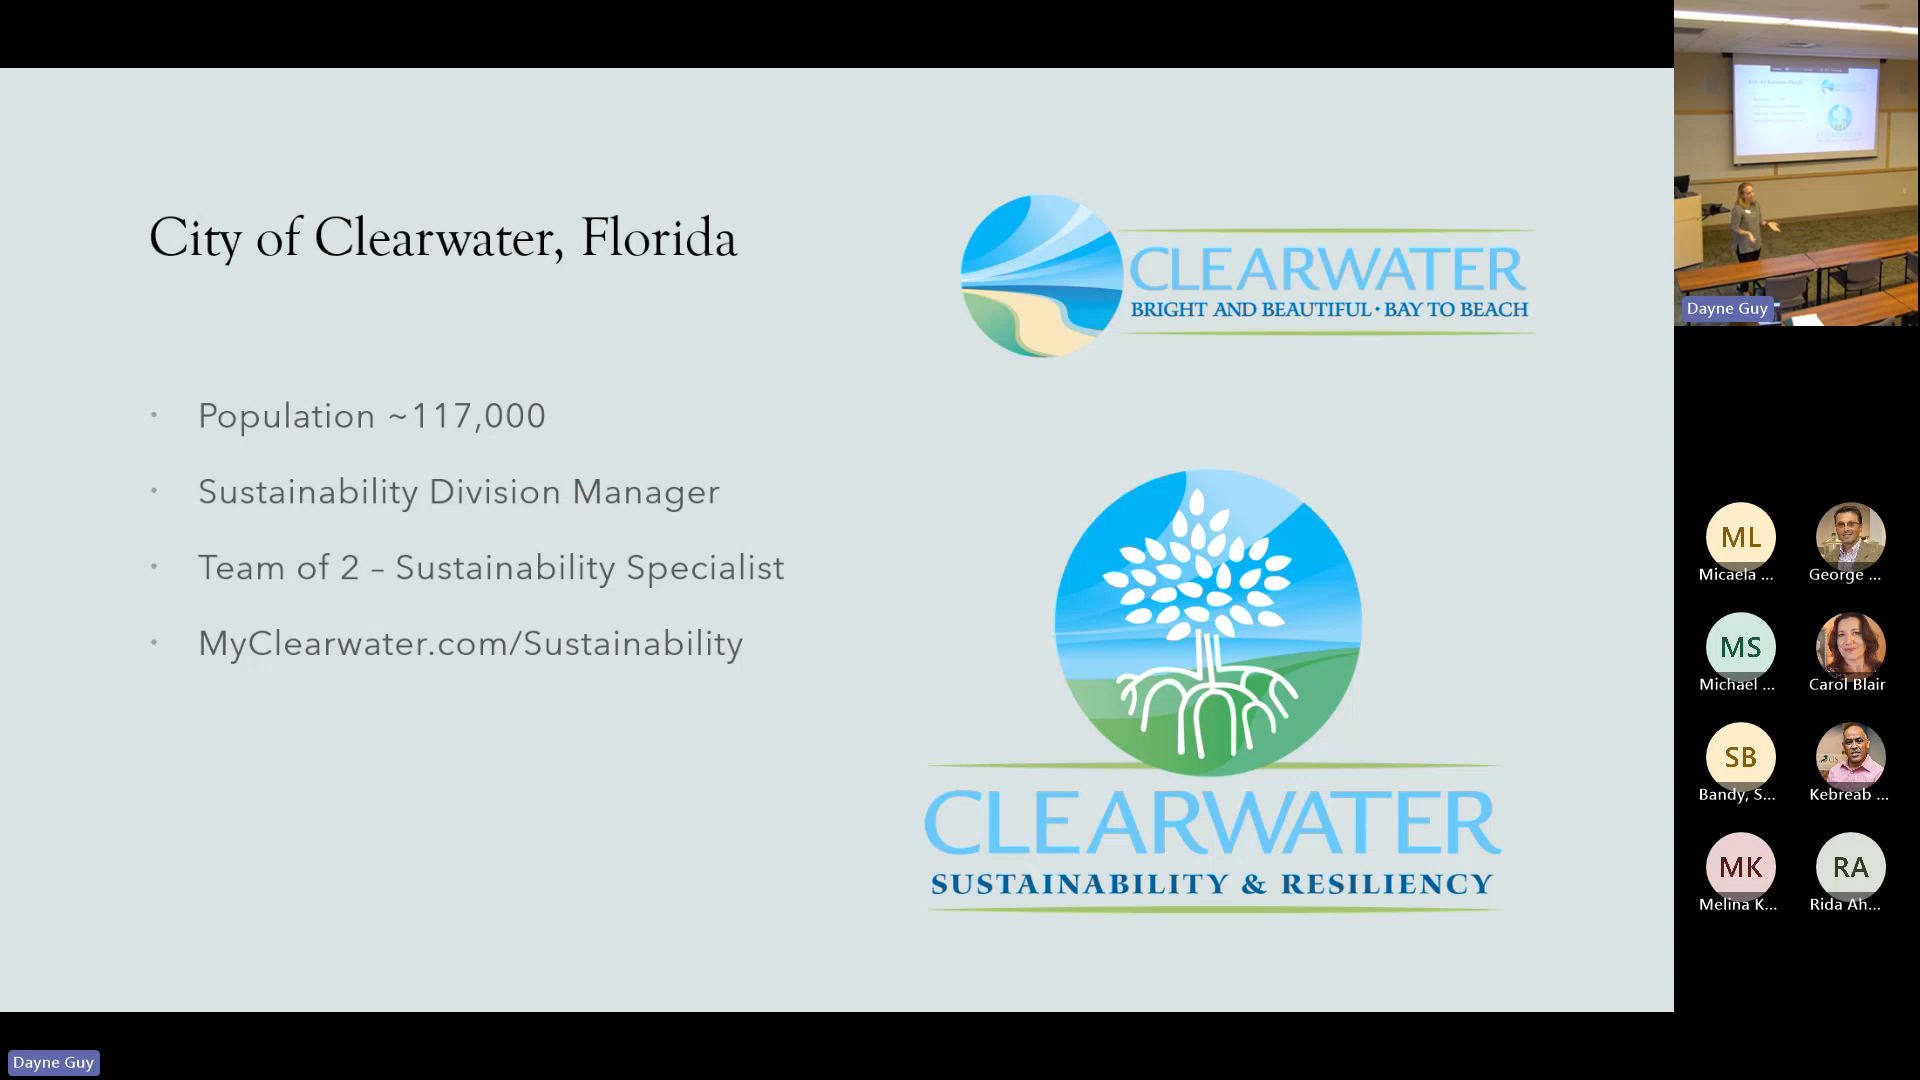 City of Clearwater, Florida
· Population ~117,000
· Sustainability Division Manager
· Team of 2 – Sustainability Specialist
· MyClearwater.com/Sustainability
CLEARWATER
BRIGHT AND BEAUTIFUL · BAY TO BEACH
CLEARWATER
SUSTAINABILITY & RESILIENCY
Dayne Guy
ML
Micaela ...
George ...
MS
Michael ...
Carol Blair
SB
Bandy, S...
Kebreab ...
MK
Melina K...
RA
Rida Ah...
Dayne Guy